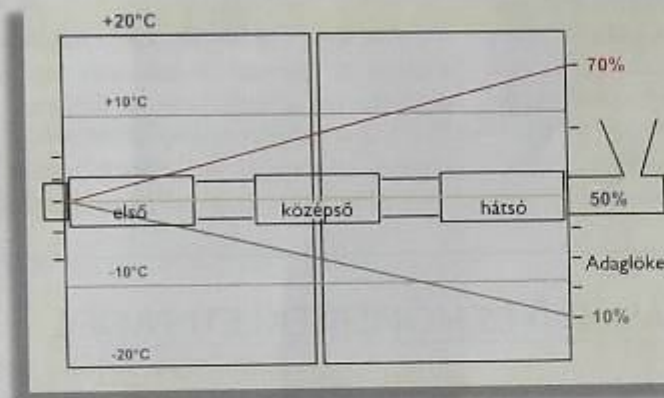 +20°C
70%
+10°C
első középső hátsó 50%
-10°C
Adaglöke
10%
-20°C